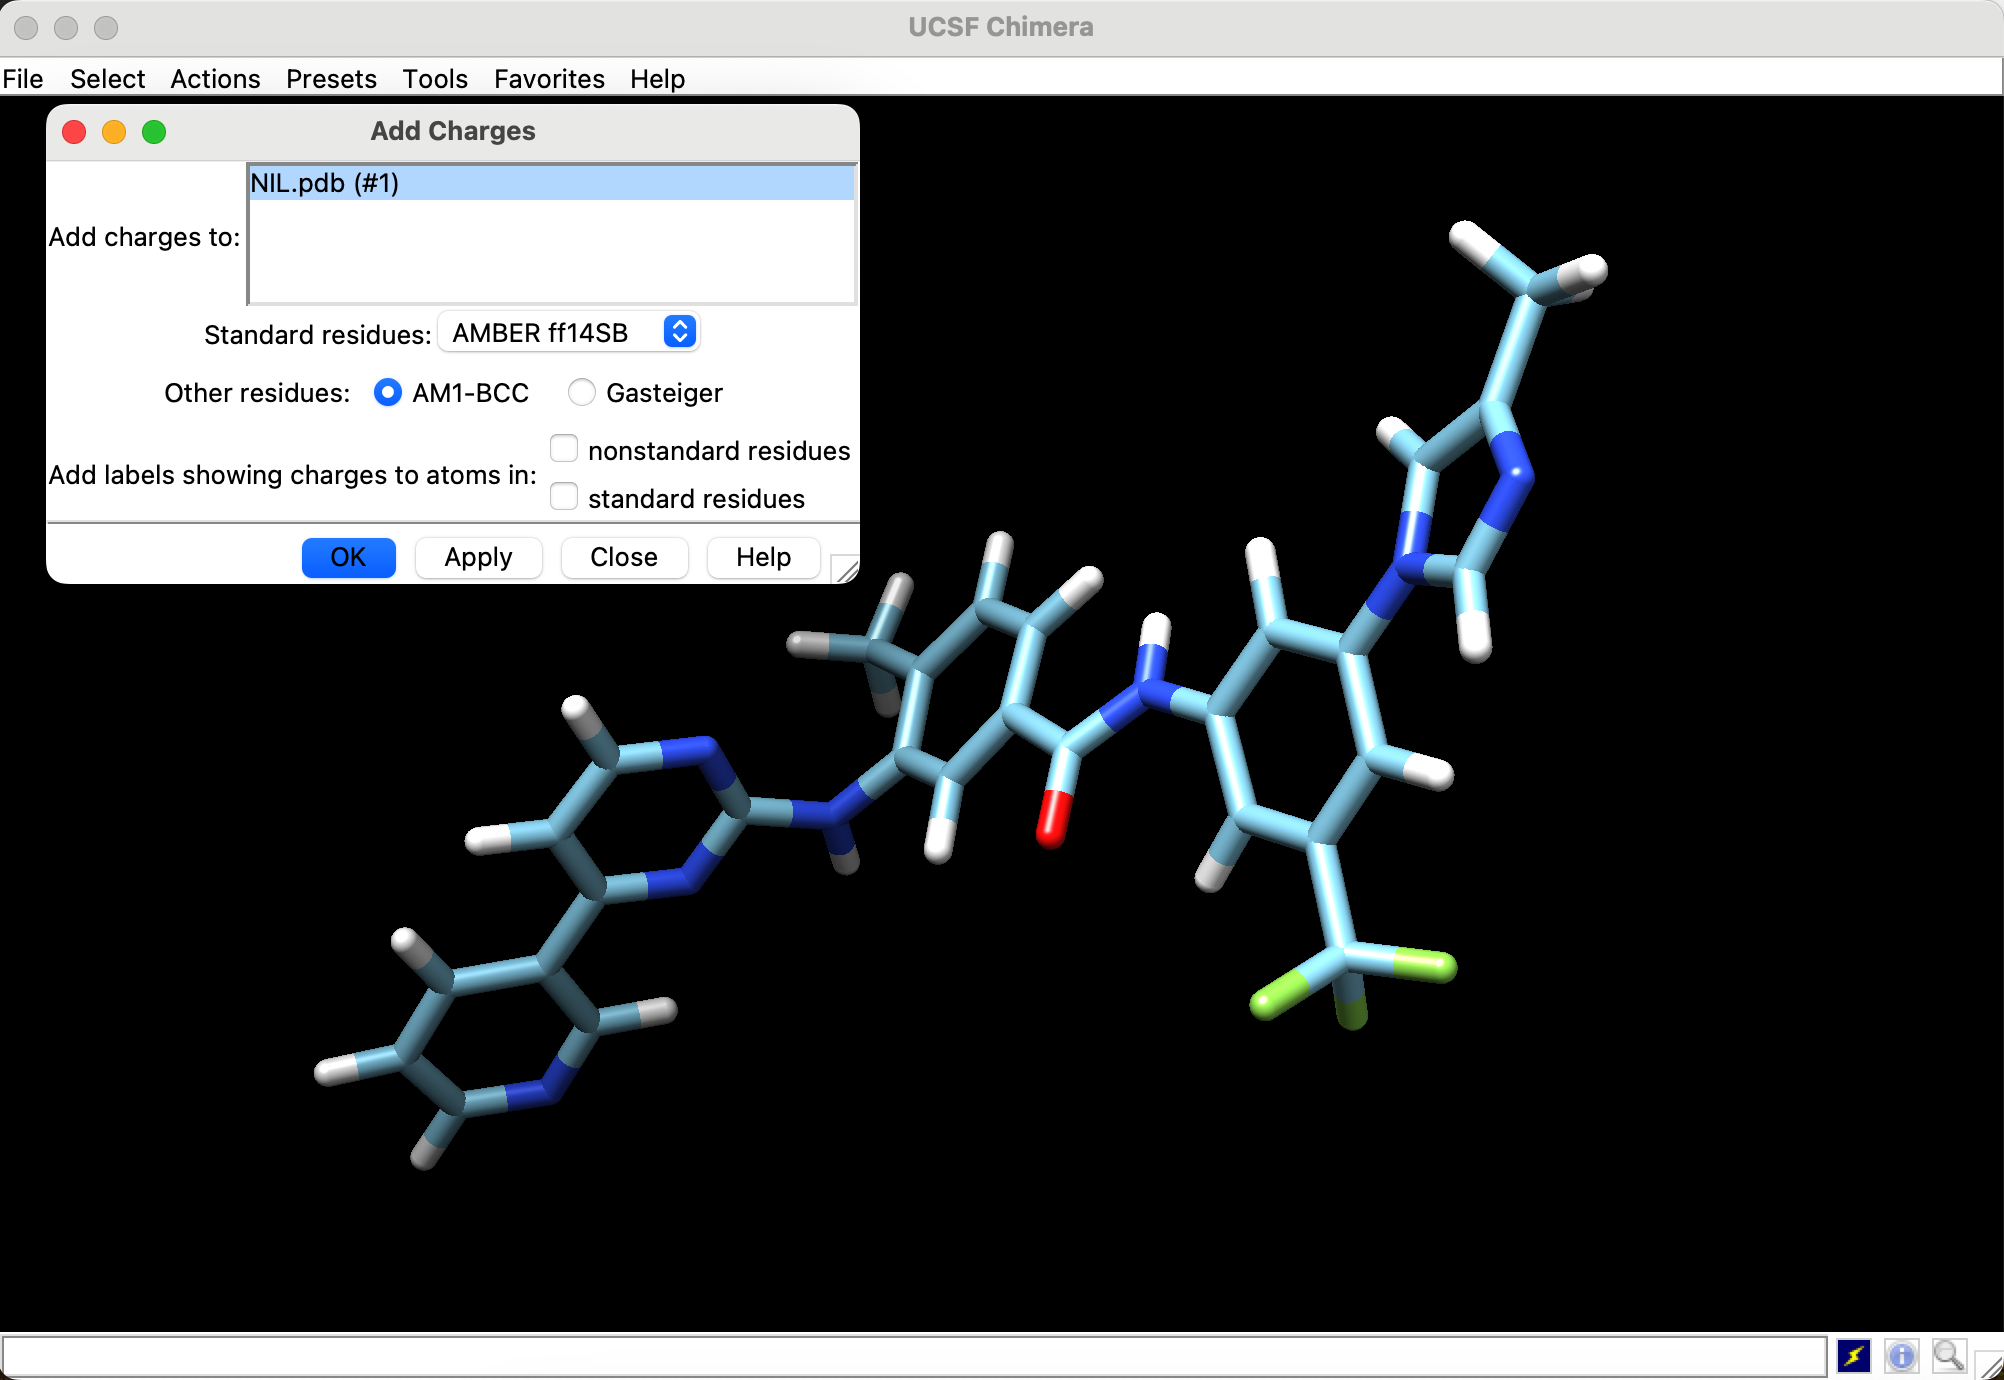 UCSF Chimera
File Select Actions Presets Tools Favorites Help
Add Charges
NIL.pdb (#1)
Add charges to:
Standard residues: AMBER ff14SB
Other residues: AM1-BCC Gasteiger
nonstandard residues
Add labels showing charges to atoms in:
standard residues
OK Apply Close Help